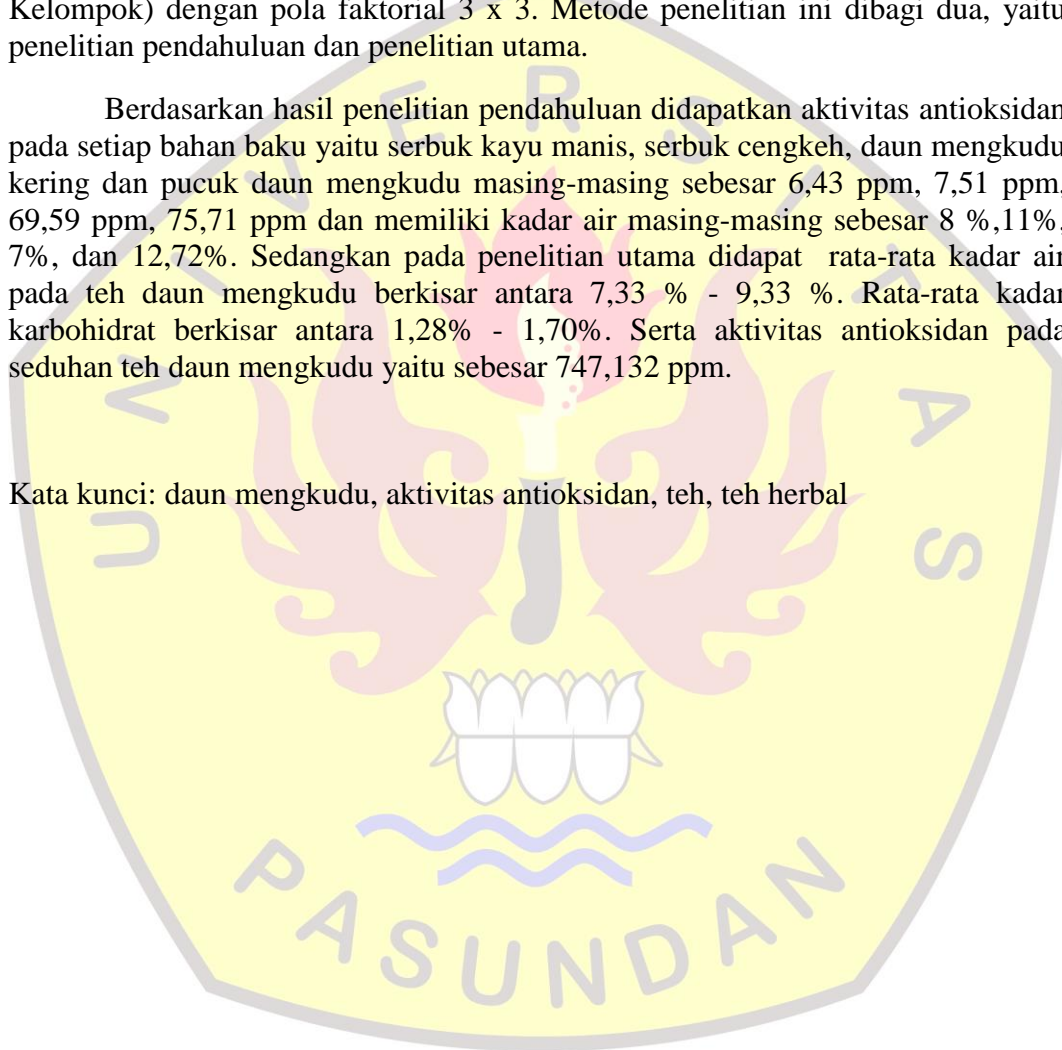 Kelompok) dengan pola faktorial 3 x 3. Metode penelitian ini dibagi dua, yaitu
penelitian pendahuluan dan penelitian utama.
Berdasarkan hasil penelitian pendahuluan didapatkan aktivitas antioksidan
pada setiap bahan baku yaitu serbuk kayu manis, serbuk cengkeh, daun mengkudu
kering dan pucuk daun mengkudu masing-masing sebesar 6,43 ppm, 7,51 ppm,
69,59 ppm, 75,71 ppm dan memiliki kadar air masing-masing sebesar 8 %,11%,
7%, dan 12,72%. Sedangkan pada penelitian utama didapat rata-rata kadar air
pada teh daun mengkudu berkisar antara 7,33 % - 9,33 %. Rata-rata kadar
karbohidrat berkisar antara 1,28% - 1,70%. Serta aktivitas antioksidan pada
seduhan teh daun mengkudu yaitu sebesar 747,132 ppm.
Kata kunci: daun mengkudu, aktivitas antioksidan, teh, teh herbal
UNIVERSITAS
PASUNDAN